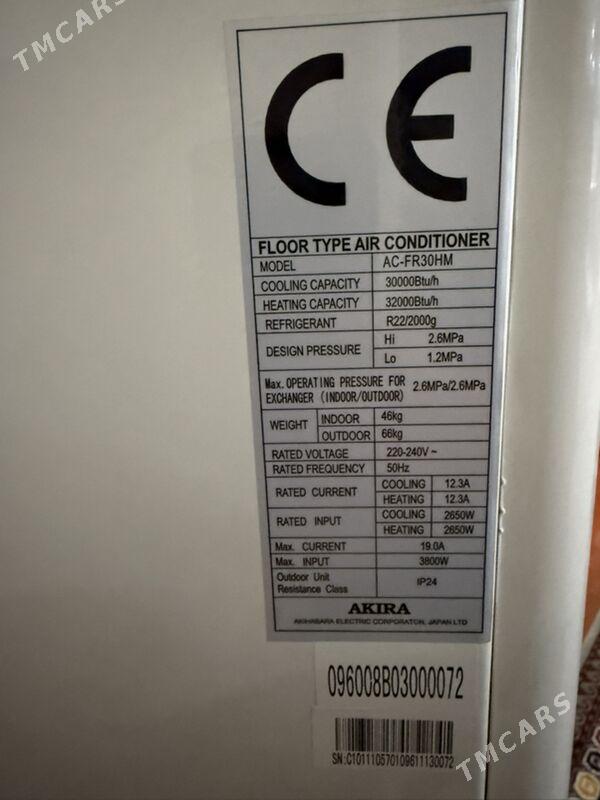 TMCARS
CE
FLOOR TYPE AIR CONDITIONER
MODEL AC-FR30HM
COOLING CAPACITY 30000Btu/h
HEATING CAPACITY 32000Btu/h
REFRIGERANT R22/2000g
DESIGN PRESSURE Hi 2.6MPa
Lo 1.2MPa
Max. OPERATING PRESSURE FOR EXCHANGER (INDOOR/OUTDOOR) 2.6MPa/2.6MPa
WEIGHT INDOOR 46kg
OUTDOOR 66kg
RATED VOLTAGE 220-240V ~
RATED FREQUENCY 50Hz
RATED CURRENT COOLING 12.3A
HEATING 12.3A
RATED INPUT COOLING 2650W
HEATING 2650W
Max. CURRENT 19.0A
Max. INPUT 3800W
Outdoor Unit Resistance Class IP24
AKIRA
AKIHABARA ELECTRIC CORPORATON, JAPAN LTD
096008B03000072
SN:C101110570109611130072
TMCARS